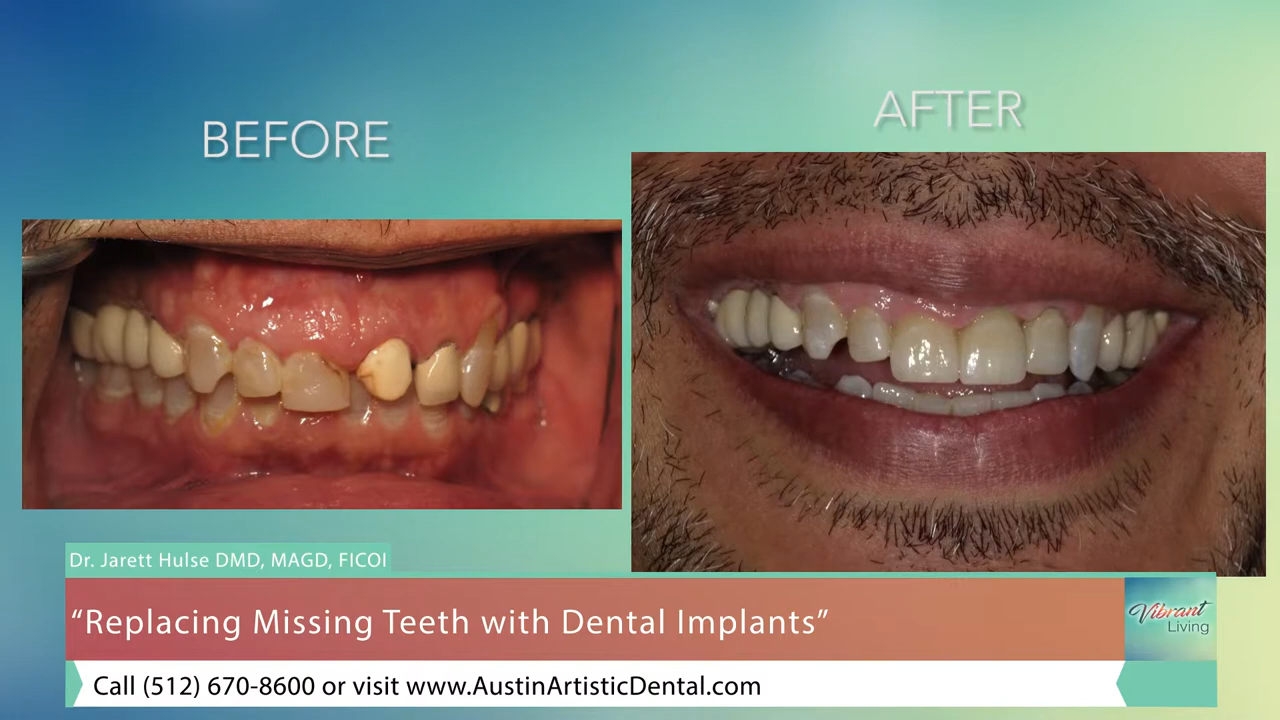 BEFORE
AFTER
Dr. Jarett Hulse DMD, MAGD, FICOI
“Replacing Missing Teeth with Dental Implants”
Vibrant
Living
Call (512) 670-8600 or visit www.AustinArtisticDental.com